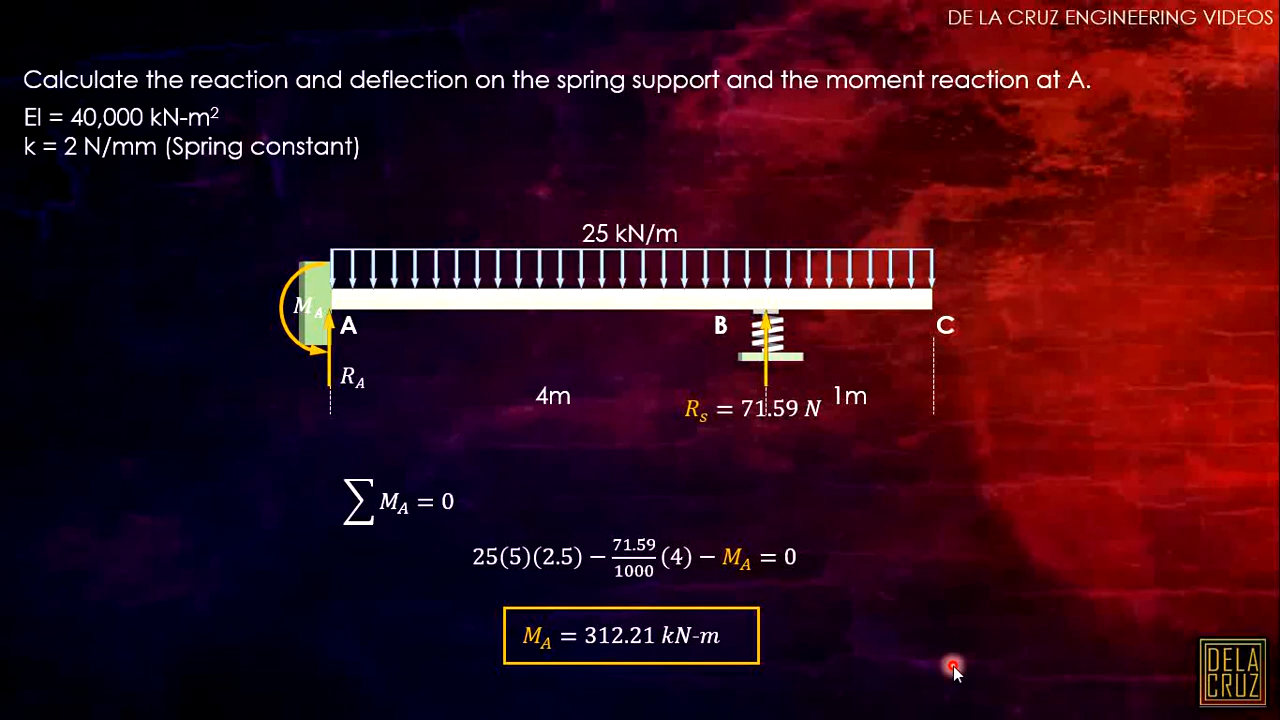 DE LA CRUZ ENGINEERING VIDEOS
Calculate the reaction and deflection on the spring support and the moment reaction at A.
EI = 40,000 kN-m²
k = 2 N/mm (Spring constant)
25 kN/m
M_A
A
B
C
R_A
4m
1m
R_s = 71.59 N
∑ M_A = 0
25(5)(2.5) − 71.59/1000 (4) − M_A = 0
M_A = 312.21 kN-m
DELA
CRUZ